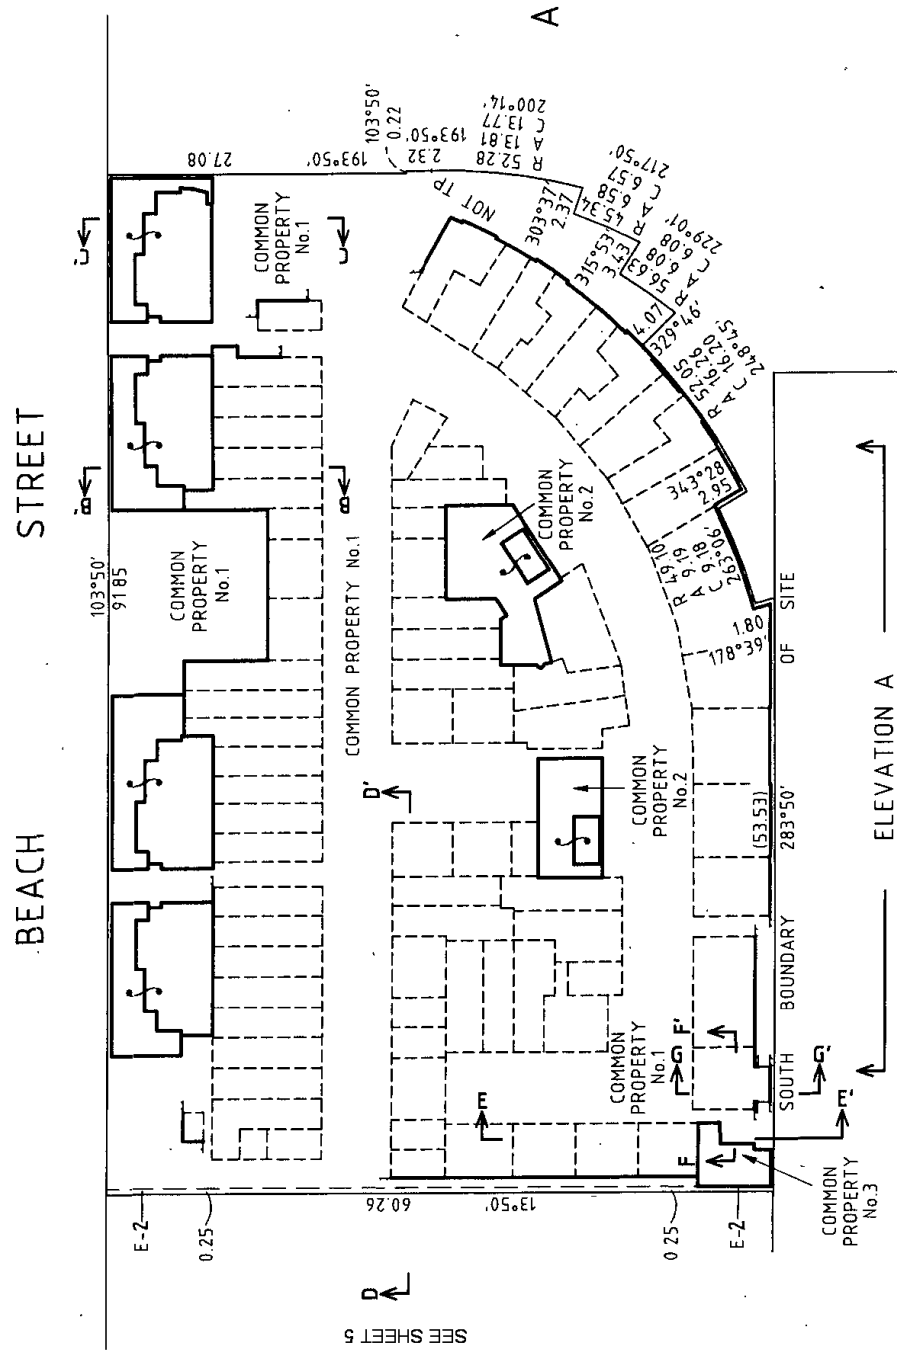 BEACH STREET
103°50'
91 85
C'
C
B'
B
COMMON
PROPERTY
No.1
COMMON
PROPERTY
No.1
COMMON PROPERTY No.1
27.08
193°50'
2.32
193°50'
103°50'
0.22
R 52.28
A 13.81
C 13.77
200°14'
NOT TP
303°37'
2.37
R 45.34
A 6.58
C 6.57
217°50'
315°53'
3.43
R 56.63
A 6.08
C 6.08
229°01'
4.07
329°46'
R 52.05
A 16.26
C 16.20
248°45'
343°28'
2.95
R 49.10
A 9.19
C 9.18
263°06'
1.80
178°39'
COMMON
PROPERTY
No.2
COMMON
PROPERTY
No.2
D'
D
COMMON
PROPERTY
No.1
(53.53)
283°50'
SOUTH BOUNDARY OF SITE
E
E'
F
F'
G
G'
COMMON
PROPERTY
No.3
E-2
0.25
60.26
13°50'
0.25
E-2
SEE SHEET 5
ELEVATION A
A